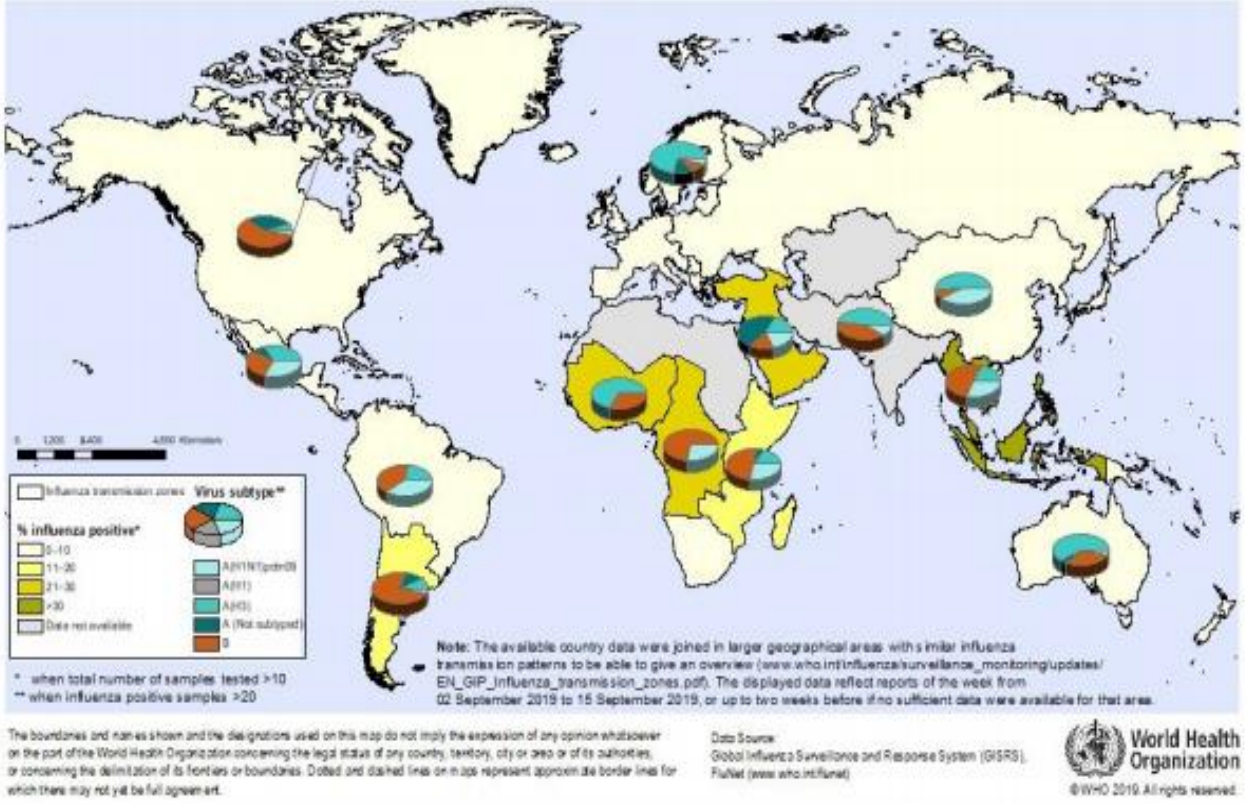 0 1,200 2,400 4,800 Kilometers
Influenza transmission zones
Virus subtype**
% influenza positive*
0-10
11-20
21-30
>30
Data not available
A(H1N1)pdm09
A(H1)
A(H3)
A (Not subtyped)
B
* when total number of samples tested >10
** when influenza positive samples >20
Note: The available country data were joined in larger geographical areas with similar influenza
transmission patterns to be able to give an overview (www.who.int/influenza/surveillance_monitoring/updates/
EN_GIP_Influenza_transmission_zones.pdf). The displayed data reflect reports of the week from
02 September 2019 to 15 September 2019, or up to two weeks before if no sufficient data were available for that area.
The boundaries and names shown and the designations used on this map do not imply the expression of any opinion whatsoever
on the part of the World Health Organization concerning the legal status of any country, territory, city or area or of its authorities,
or concerning the delimitation of its frontiers or boundaries. Dotted and dashed lines on maps represent approximate border lines for
which there may not yet be full agreement.
Data Source:
Global Influenza Surveillance and Response System (GISRS),
FluNet (www.who.int/flunet)
World Health
Organization
© WHO 2019. All rights reserved.